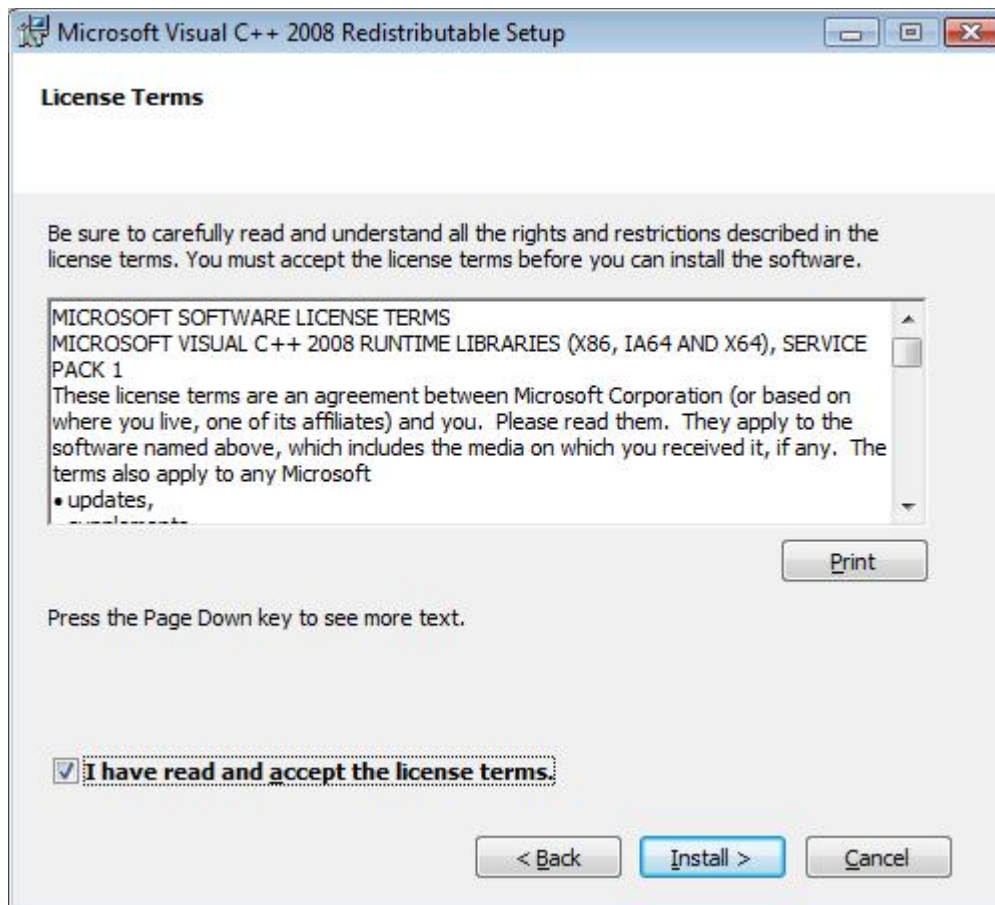 Microsoft Visual C++ 2008 Redistributable Setup
License Terms
Be sure to carefully read and understand all the rights and restrictions described in the
license terms. You must accept the license terms before you can install the software.
MICROSOFT SOFTWARE LICENSE TERMS
MICROSOFT VISUAL C++ 2008 RUNTIME LIBRARIES (X86, IA64 AND X64), SERVICE
PACK 1
These license terms are an agreement between Microsoft Corporation (or based on
where you live, one of its affiliates) and you.  Please read them.  They apply to the
software named above, which includes the media on which you received it, if any.  The
terms also apply to any Microsoft
• updates,
Print
Press the Page Down key to see more text.
I have read and accept the license terms.
< Back
Install >
Cancel